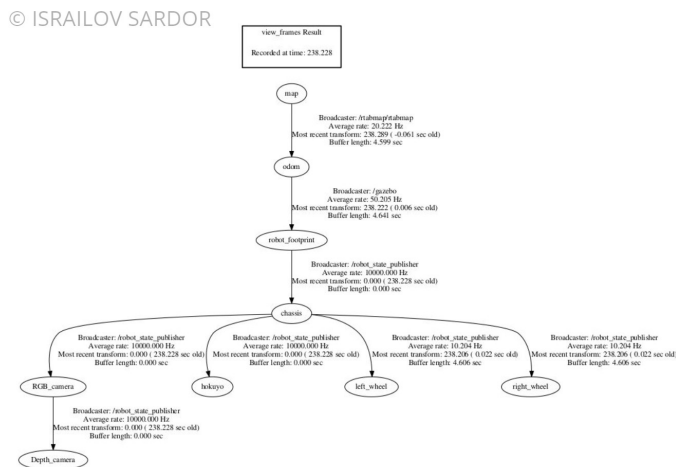 © ISRAILOV SARDOR
view_frames Result
Recorded at time: 238.228
map
Broadcaster: /rtabmap/rtabmap
Average rate: 20.222 Hz
Most recent transform: 238.289 ( -0.061 sec old)
Buffer length: 4.599 sec
odom
Broadcaster: /gazebo
Average rate: 50.205 Hz
Most recent transform: 238.222 ( 0.006 sec old)
Buffer length: 4.641 sec
robot_footprint
Broadcaster: /robot_state_publisher
Average rate: 10000.000 Hz
Most recent transform: 0.000 ( 238.228 sec old)
Buffer length: 0.000 sec
chassis
Broadcaster: /robot_state_publisher
Average rate: 10000.000 Hz
Most recent transform: 0.000 ( 238.228 sec old)
Buffer length: 0.000 sec
Broadcaster: /robot_state_publisher
Average rate: 10000.000 Hz
Most recent transform: 0.000 ( 238.228 sec old)
Buffer length: 0.000 sec
Broadcaster: /robot_state_publisher
Average rate: 10.204 Hz
Most recent transform: 238.206 ( 0.022 sec old)
Buffer length: 4.606 sec
Broadcaster: /robot_state_publisher
Average rate: 10.204 Hz
Most recent transform: 238.206 ( 0.022 sec old)
Buffer length: 4.606 sec
RGB_camera
hokuyo
left_wheel
right_wheel
Broadcaster: /robot_state_publisher
Average rate: 10000.000 Hz
Most recent transform: 0.000 ( 238.228 sec old)
Buffer length: 0.000 sec
Depth_camera